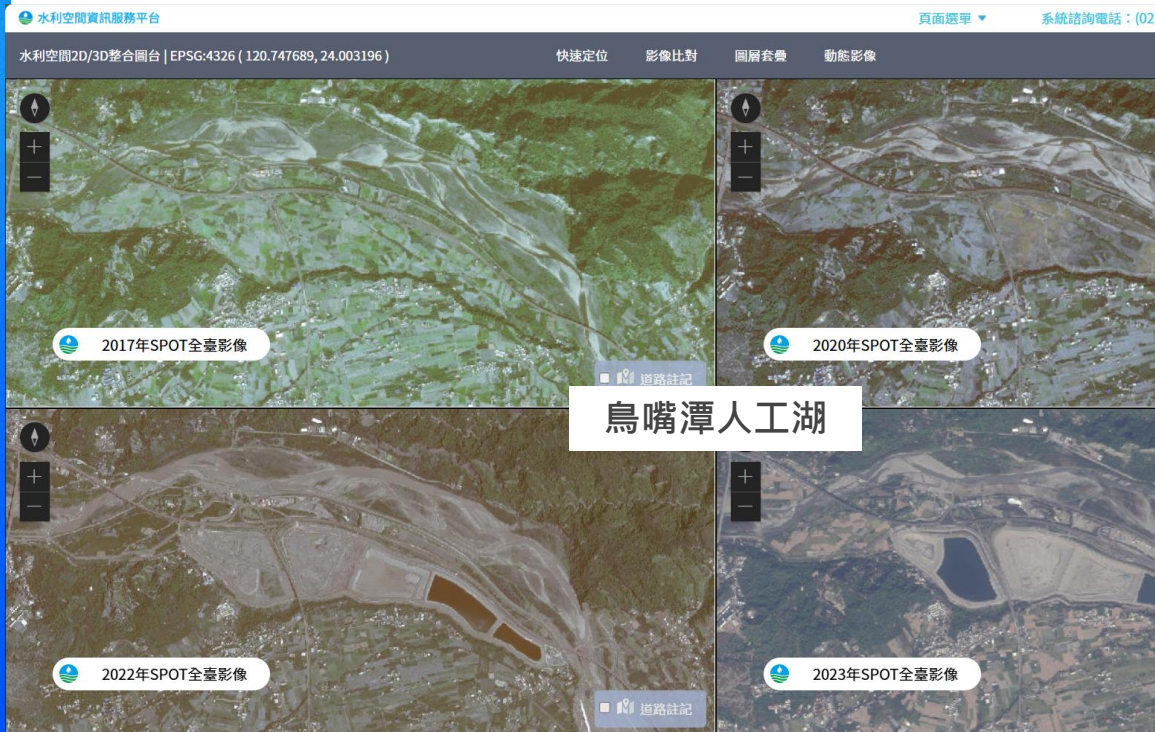 水利空間資訊服務平台
頁面選單 ▼
系統諮詢電話：(02
水利空間2D/3D整合圖台 | EPSG:4326 ( 120.747689, 24.003196 )
快速定位
影像比對
圖層套疊
動態影像
2017年SPOT全臺影像
道路註記
2020年SPOT全臺影像
鳥嘴潭人工湖
2022年SPOT全臺影像
道路註記
2023年SPOT全臺影像